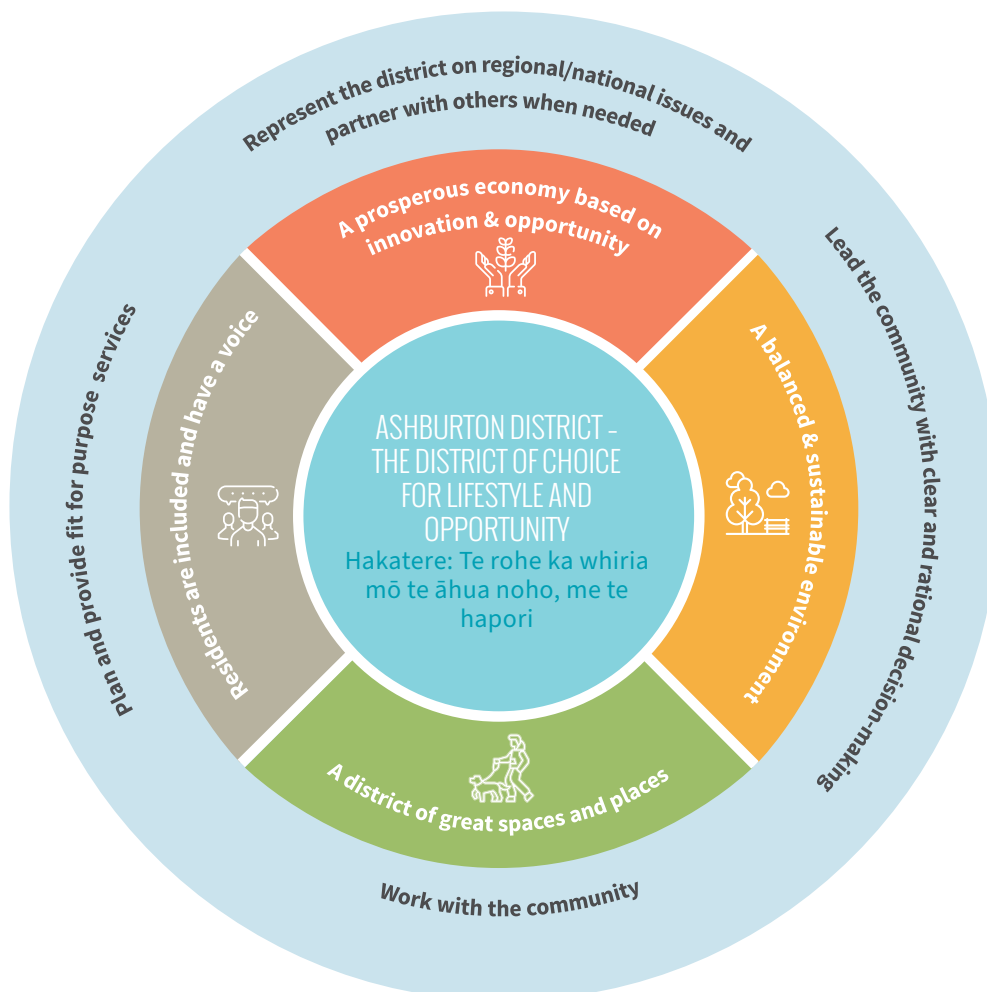 Represent the district on regional/national issues and
partner with others when needed
A prosperous economy based on
innovation & opportunity
Lead the community with clear and rational decision-making
A balanced & sustainable environment
ASHBURTON DISTRICT –
THE DISTRICT OF CHOICE
FOR LIFESTYLE AND
OPPORTUNITY
Hakatere: Te rohe ka whiria
mō te āhua noho, me te
hapori
Residents are included and have a voice
Plan and provide fit for purpose services
A district of great spaces and places
Work with the community